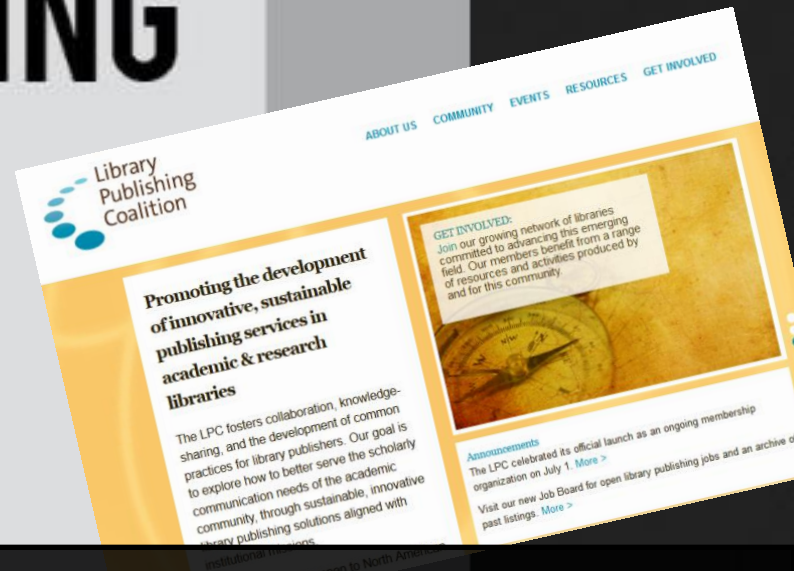 ING
ABOUT US COMMUNITY EVENTS RESOURCES GET INVOLVED
Library
Publishing
Coalition
Promoting the development
of innovative, sustainable
publishing services in
academic & research
libraries
The LPC fosters collaboration, knowledge-
sharing, and the development of common
practices for library publishers. Our goal is
to explore how to better serve the scholarly
communication needs of the academic
community, through sustainable, innovative
library publishing solutions aligned with
institutional missions.
to North American
GET INVOLVED:
Join our growing network of libraries
committed to advancing this emerging
field. Our members benefit from a range
of resources and activities produced by
and for this community.
Announcements
The LPC celebrated its official launch as an ongoing membership
organization on July 1. More >
Visit our new Job Board for open library publishing jobs and an archive o
past listings. More >